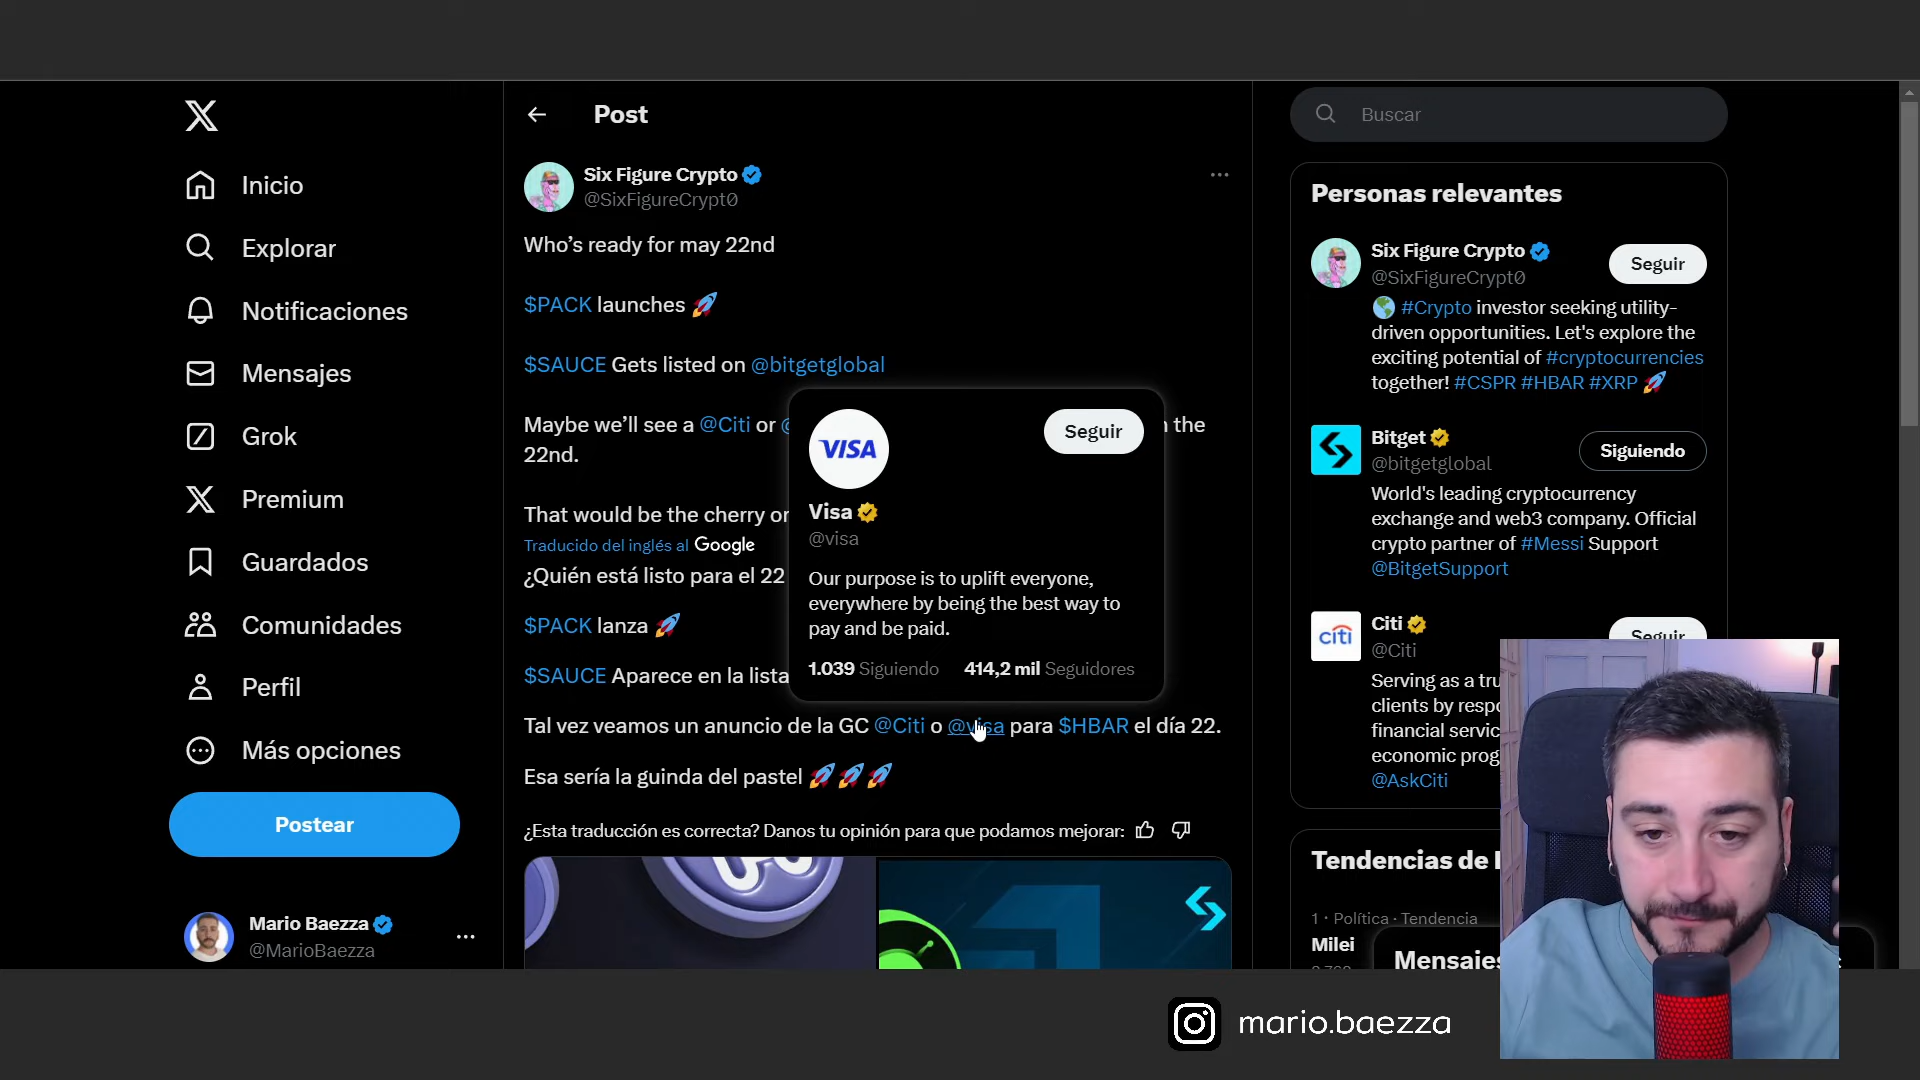 Inicio
Explorar
Notificaciones
Mensajes
Grok
Premium
Guardados
Comunidades
Perfil
Más opciones
Postear
Mario Baezza
@MarioBaezza
Post
Six Figure Crypto
@SixFigureCrypt0
Who's ready for may 22nd
$PACK launches 🚀
$SAUCE Gets listed on @bitgetglobal
Maybe we'll see a @Citi or
the
22nd.
That would be the cherry
Traducido del inglés al Google
¿Quién está listo para el 22
$PACK lanza 🚀
$SAUCE Aparece en la lista
Tal vez veamos un anuncio de la GC @Citi o @visa para $HBAR el día 22.
Esa sería la guinda del pastel 🚀🚀🚀
¿Esta traducción es correcta? Danos tu opinión para que podamos mejorar:
VISA
Seguir
Visa
@visa
Our purpose is to uplift everyone,
everywhere by being the best way to
pay and be paid.
1.039 Siguiendo 414,2 mil Seguidores
Buscar
Personas relevantes
Six Figure Crypto
@SixFigureCrypt0
Seguir
🌎 #Crypto investor seeking utility-
driven opportunities. Let's explore the
exciting potential of #cryptocurrencies
together! #CSPR #HBAR #XRP 🚀
Bitget
@bitgetglobal
Siguiendo
World's leading cryptocurrency
exchange and web3 company. Official
crypto partner of #Messi Support
@BitgetSupport
citi
Citi
@Citi
Seguir
Serving as a
clients by
financial
economic
@AskCiti
Tendencias de
1 · Política · Tendencia
Milei
Mensajes
mario.baezza